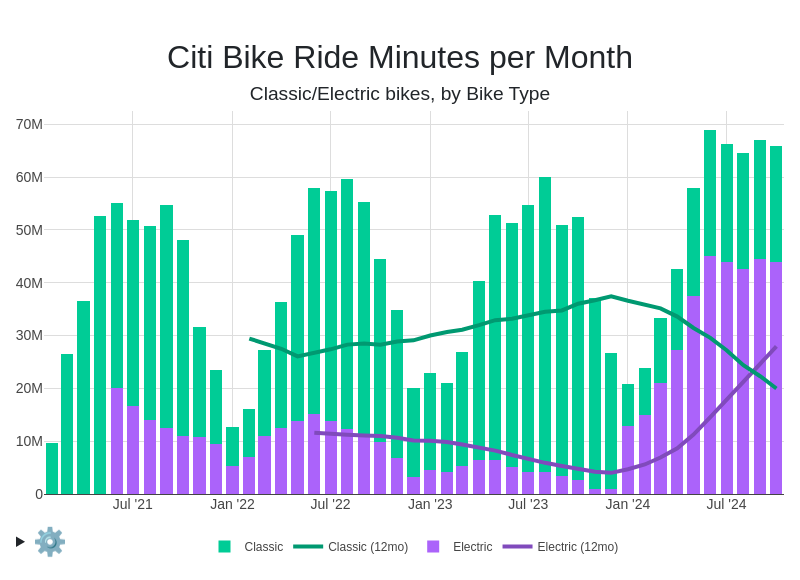 Citi Bike Ride Minutes per Month
Classic/Electric bikes, by Bike Type
70M
60M
50M
40M
30M
20M
10M
0
Jul '21 Jan '22 Jul '22 Jan '23 Jul '23 Jan '24 Jul '24
Classic Classic (12mo) Electric Electric (12mo)